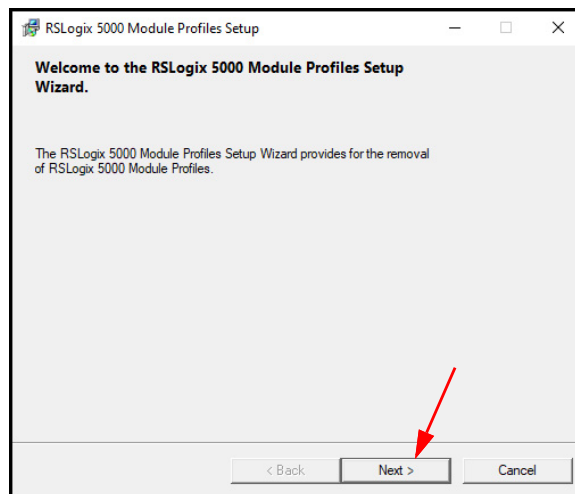 RSLogix 5000 Module Profiles Setup
Welcome to the RSLogix 5000 Module Profiles Setup
Wizard.
The RSLogix 5000 Module Profiles Setup Wizard provides for the removal
of RSLogix 5000 Module Profiles.
< Back
Next >
Cancel